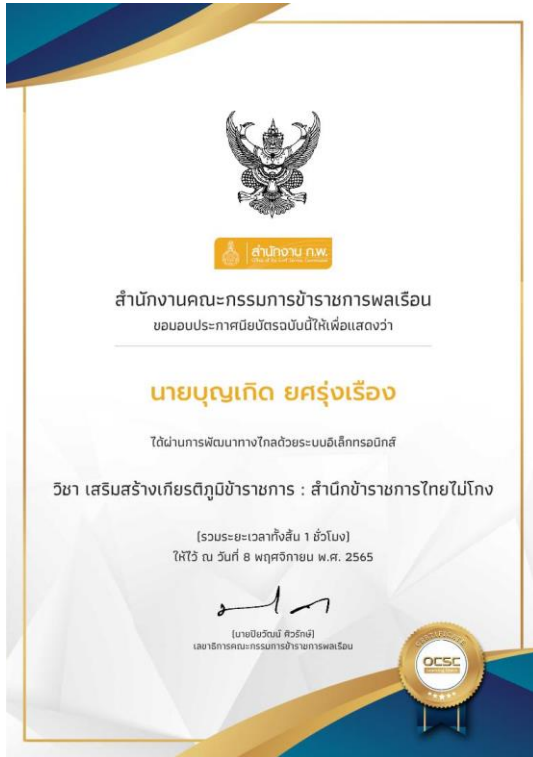 สำนักงาน ก.พ.
สำนักงานคณะกรรมการข้าราชการพลเรือน
ขอมอบประกาศนียบัตรฉบับนี้ให้เพื่อแสดงว่า
นายบุญเกิด ยศรุ่งเรือง
ได้ผ่านการพัฒนาทางไกลด้วยระบบอิเล็กทรอนิกส์
วิชา เสริมสร้างเกียรติภูมิข้าราชการ : สำนึกข้าราชการไทยไม่โกง
(รวมระยะเวลาทั้งสิ้น 1 ชั่วโมง)
ให้ไว้ ณ วันที่ 8 พฤศจิกายน พ.ศ. 2565
(นายปิยวัฒน์ ศิวรักษ์)
เลขาธิการคณะกรรมการข้าราชการพลเรือน
CERTIFICATE
OCSC